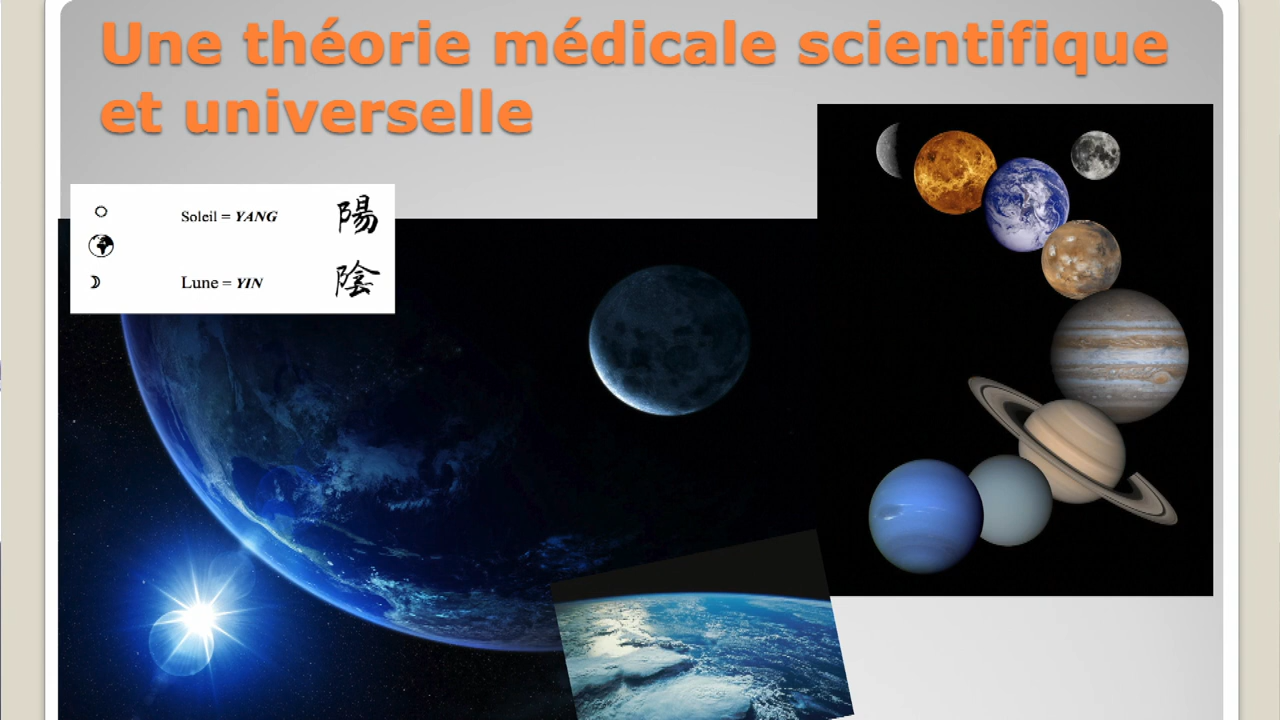 Une théorie médicale scientifique
et universelle
Soleil = YANG 陽
Lune = YIN 陰